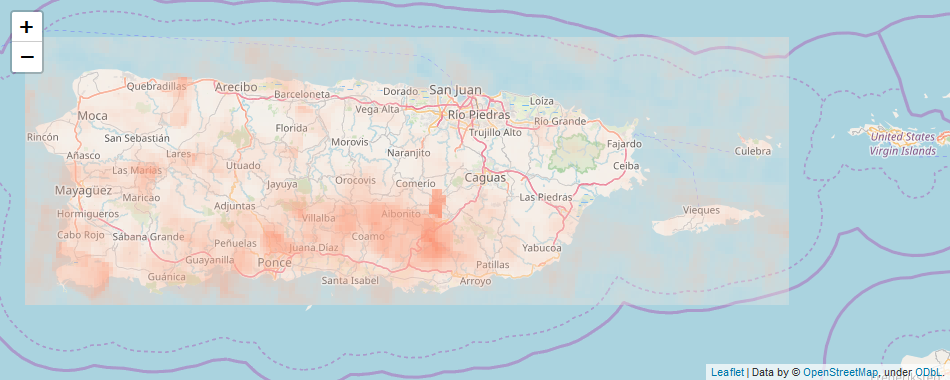 +
−
Quebradillas
Arecibo
Barceloneta
Dorado
San Juan
Loíza
Moca
Vega Alta
Río Piedras
Río Grande
Rincón
San Sebastián
Florida
Morovis
Trujillo Alto
Fajardo
Culebra
United States
Virgin Islands
Añasco
Lares
Naranjito
Las Marías
Utuado
Ceiba
Mayagüez
Jayuya
Orocovis
Comerío
Caguas
Maricao
Las Piedras
Hormigueros
Adjuntas
Villalba
Aibonito
Vieques
Cabo Rojo
Sábana Grande
Peñuelas
Juana Díaz
Coamo
Yabucoa
Guayanilla
Ponce
Patillas
Guánica
Santa Isabel
Arroyo
Leaflet | Data by © OpenStreetMap, under ODbL.